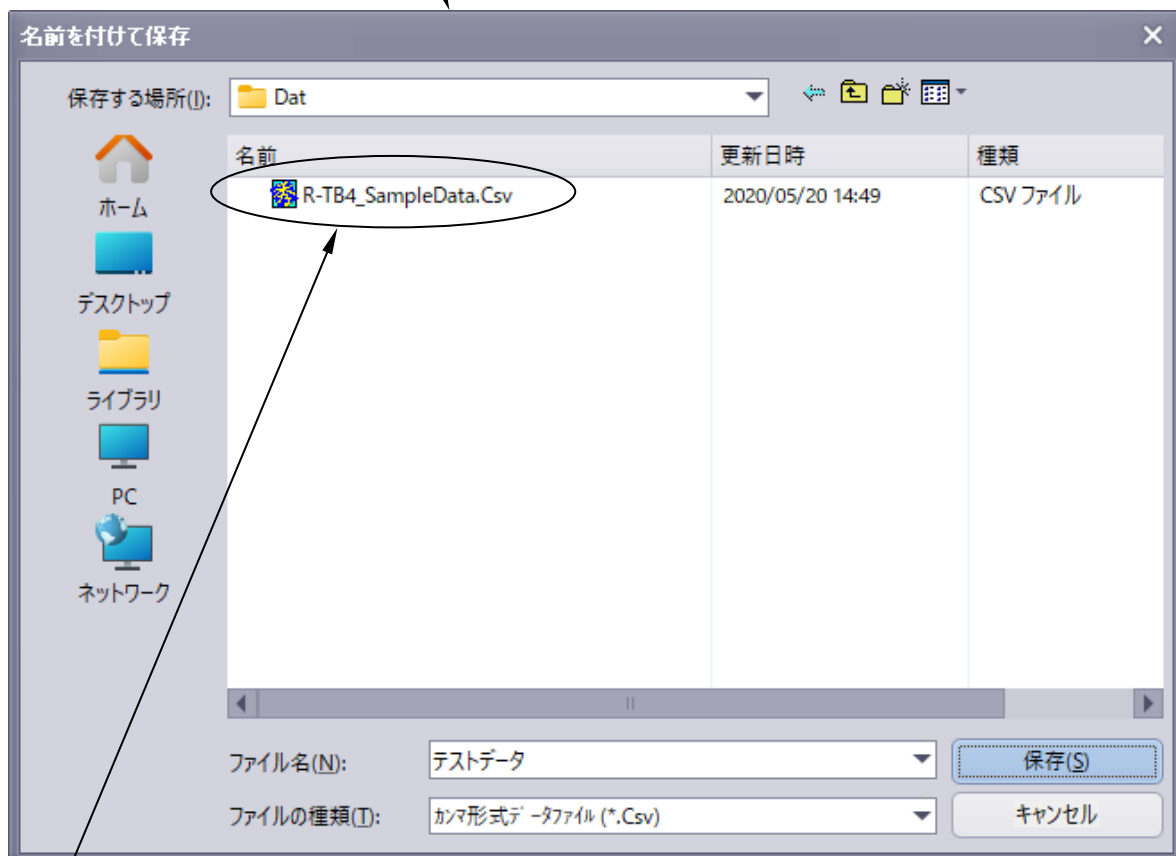 名前を付けて保存
保存する場所(I): Dat
名前 更新日時 種類
R-TB4_SampleData.Csv 2020/05/20 14:49 CSV ファイル
ホーム
デスクトップ
ライブラリ
PC
ネットワーク
ファイル名(N): テストデータ 保存(S)
ファイルの種類(T): カンマ形式データファイル (*.Csv) キャンセル